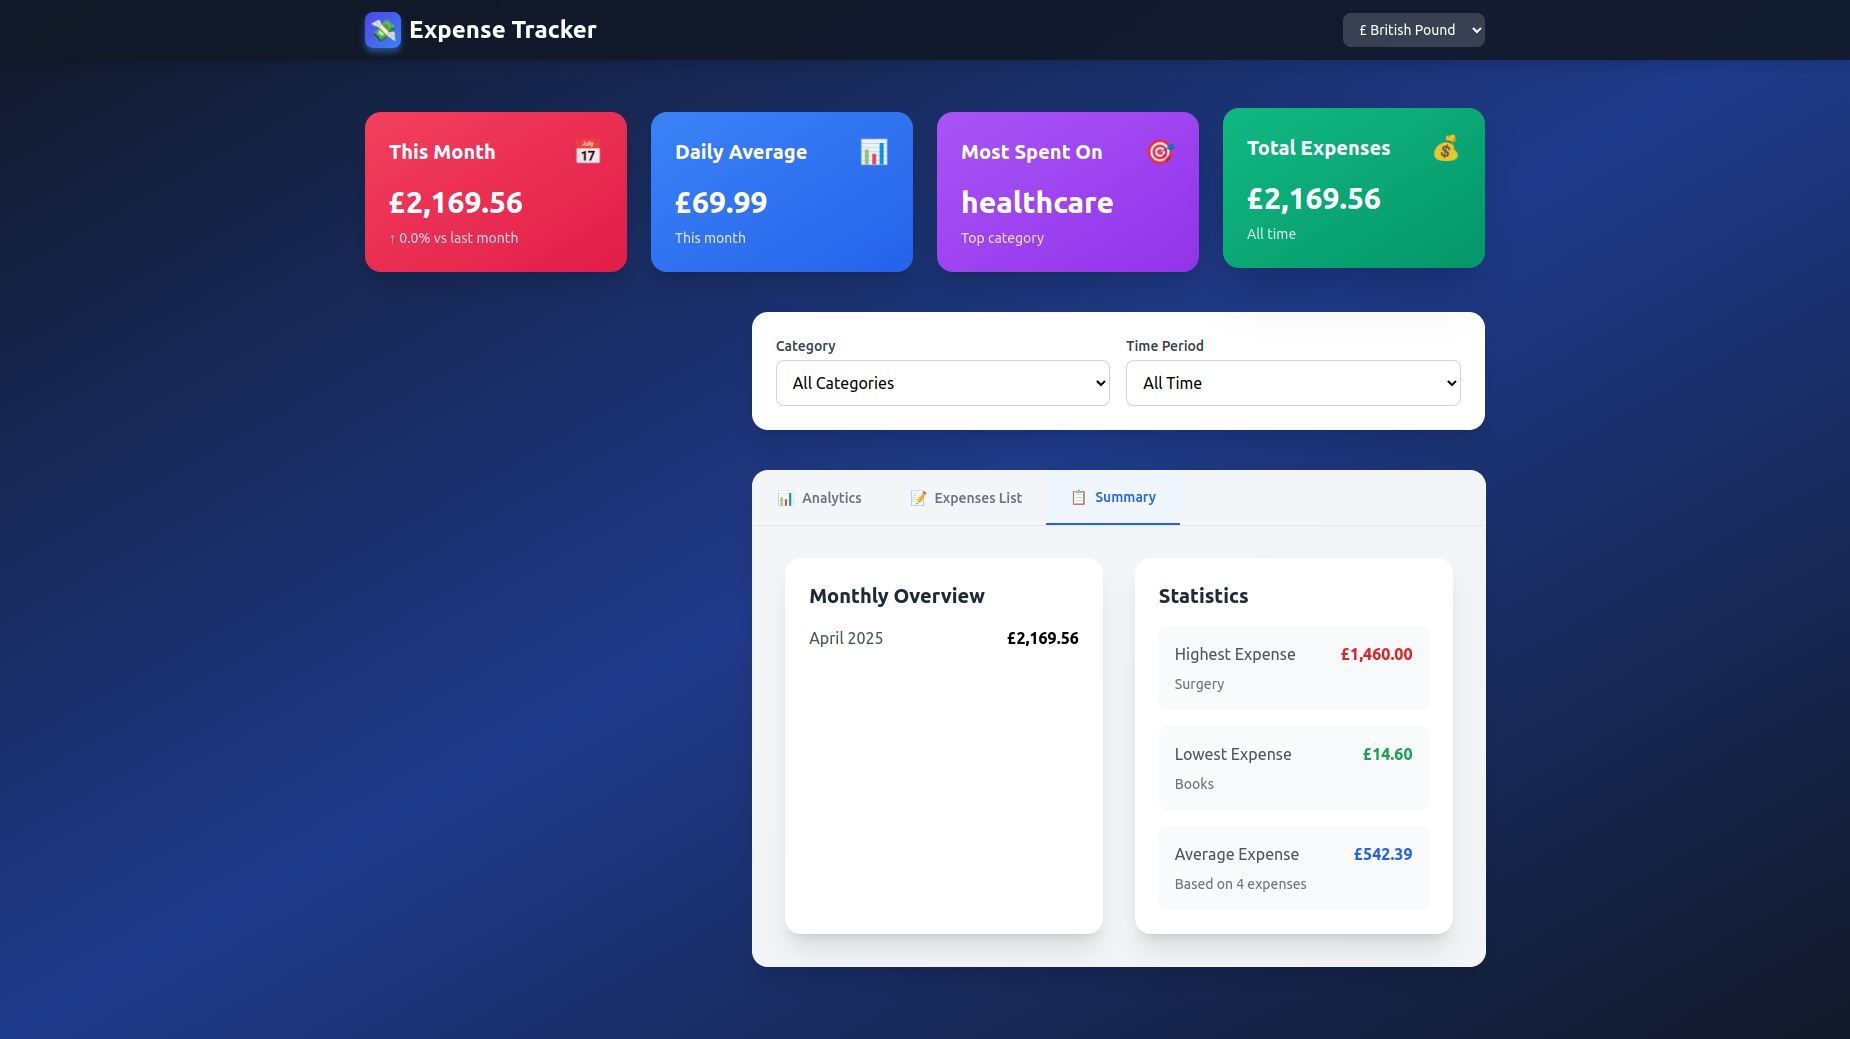 Expense Tracker
£ British Pound
This Month
July
17
£2,169.56
↑ 0.0% vs last month
Daily Average
£69.99
This month
Most Spent On
healthcare
Top category
Total Expenses
£2,169.56
All time
Category
All Categories
Time Period
All Time
Analytics
Expenses List
Summary
Monthly Overview
April 2025 £2,169.56
Statistics
Highest Expense £1,460.00
Surgery
Lowest Expense £14.60
Books
Average Expense £542.39
Based on 4 expenses